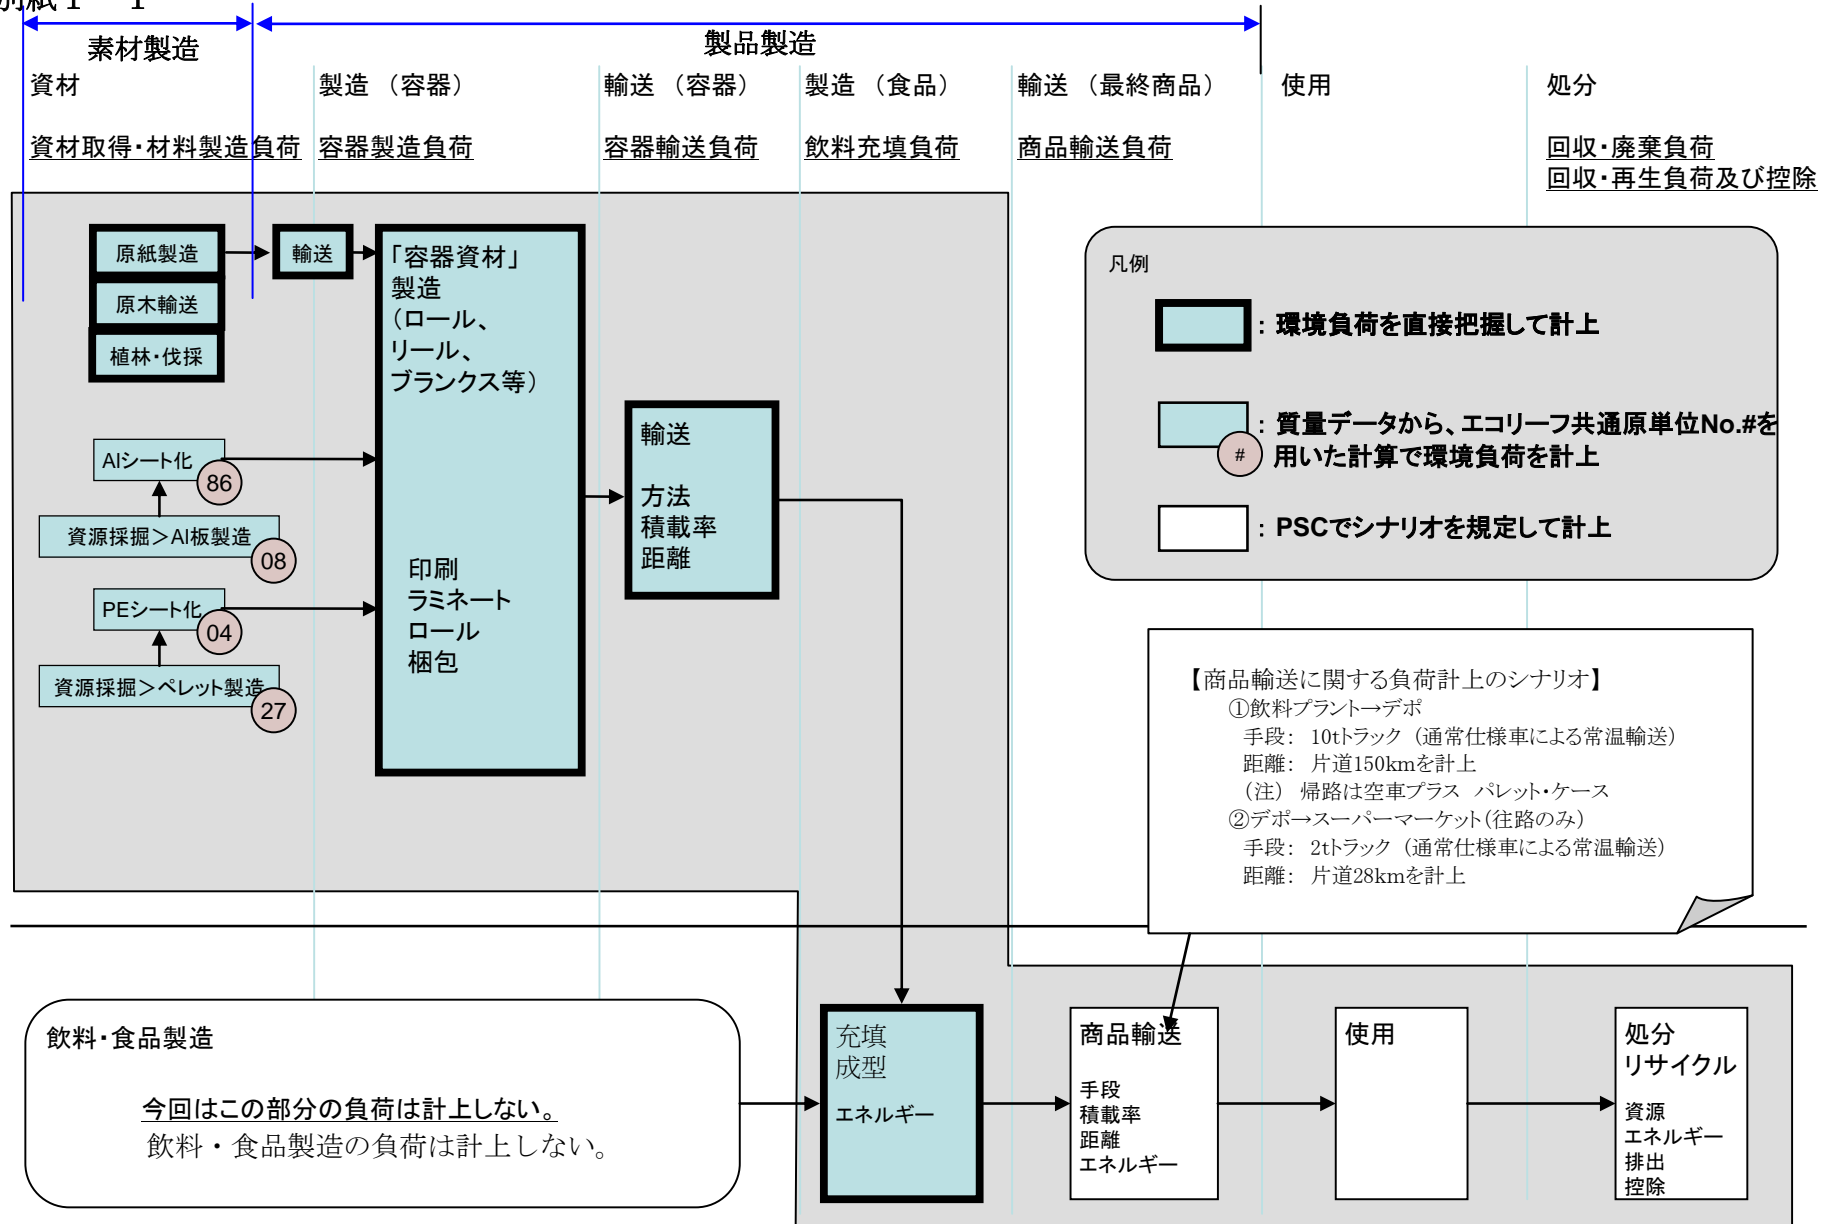 別紙１－１
素材製造
製品製造
資材
製造 （容器）
輸送 （容器）
製造 （食品）
輸送 （最終商品）
使用
処分
資材取得・材料製造負荷
容器製造負荷
容器輸送負荷
飲料充填負荷
商品輸送負荷
回収・廃棄負荷
回収・再生負荷及び控除
原紙製造
原木輸送
植林・伐採
輸送
「容器資材」
製造
（ロール、
リール、
ブランクス等）
印刷
ラミネート
ロール
梱包
Alシート化
86
資源採掘＞Al板製造
08
PEシート化
04
資源採掘＞ペレット製造
27
輸送
方法
積載率
距離
凡例
： 環境負荷を直接把握して計上
： 質量データから、エコリーフ共通原単位No.#を
用いた計算で環境負荷を計上
#
： PSCでシナリオを規定して計上
【商品輸送に関する負荷計上のシナリオ】
①飲料プラント→デポ
手段： 10tトラック （通常仕様車による常温輸送）
距離： 片道150kmを計上
（注） 帰路は空車プラス パレット・ケース
②デポ→スーパーマーケット（往路のみ）
手段： 2tトラック （通常仕様車による常温輸送）
距離： 片道28kmを計上
飲料・食品製造
今回はこの部分の負荷は計上しない。
飲料・食品製造の負荷は計上しない。
充填
成型
エネルギー
商品輸送
手段
積載率
距離
エネルギー
使用
処分
リサイクル
資源
エネルギー
排出
控除